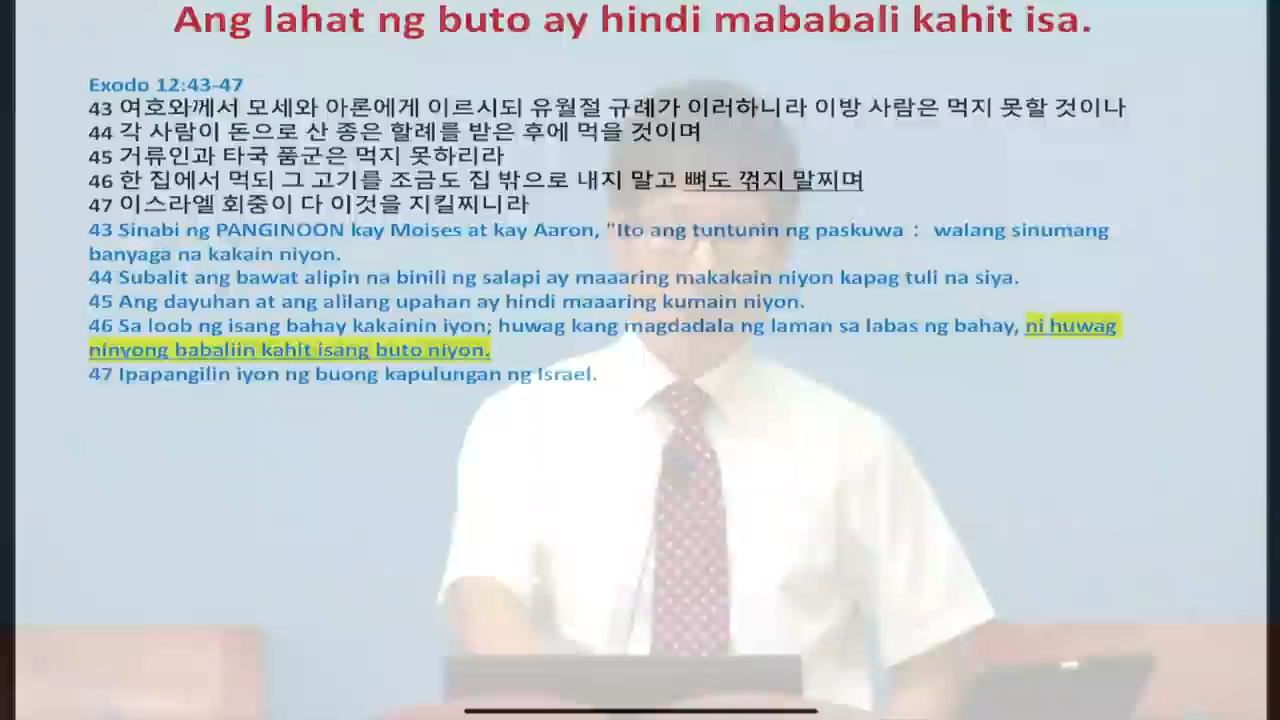 Ang lahat ng buto ay hindi mababali kahit isa.
Exodo 12:43-47
43 여호와께서 모세와 아론에게 이르시되 유월절 규례가 이러하니라 이방 사람은 먹지 못할 것이나
44 각 사람이 돈으로 산 종은 할례를 받은 후에 먹을 것이며
45 거류인과 타국 품군은 먹지 못하리라
46 한 집에서 먹되 그 고기를 조금도 집 밖으로 내지 말고 뼈도 꺾지 말찌며
47 이스라엘 회중이 다 이것을 지킬찌니라
43 Sinabi ng PANGINOON kay Moises at kay Aaron, "Ito ang tuntunin ng paskuwa : walang sinumang
banyaga na kakain niyon.
44 Subalit ang bawat alipin na binili ng salapi ay maaaring makakain niyon kapag tuli na siya.
45 Ang dayuhan at ang alilang upahan ay hindi maaaring kumain niyon.
46 Sa loob ng isang bahay kakainin iyon; huwag kang magdadala ng laman sa labas ng bahay, ni huwag
ninyong babaliin kahit isang buto niyon.
47 Ipapangilin iyon ng buong kapulungan ng Israel.